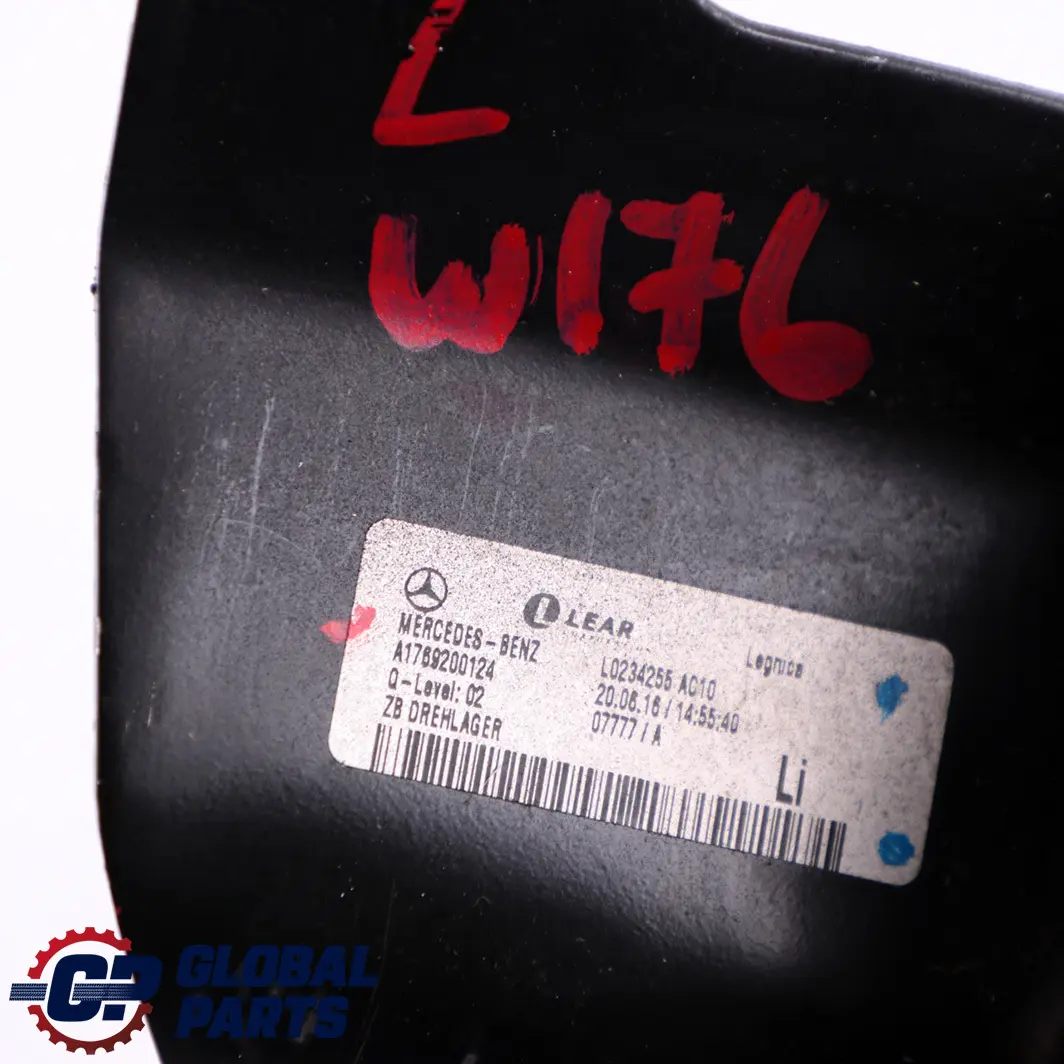 L
W176
LEAR
MERCEDES-BENZ
A1769200124
Q-Level: 02
ZB DREHLAGER
Legnica
L0234255 AC10
20.06.16 / 14:55:40
07777 / A
Li
GP GLOBAL
PARTS